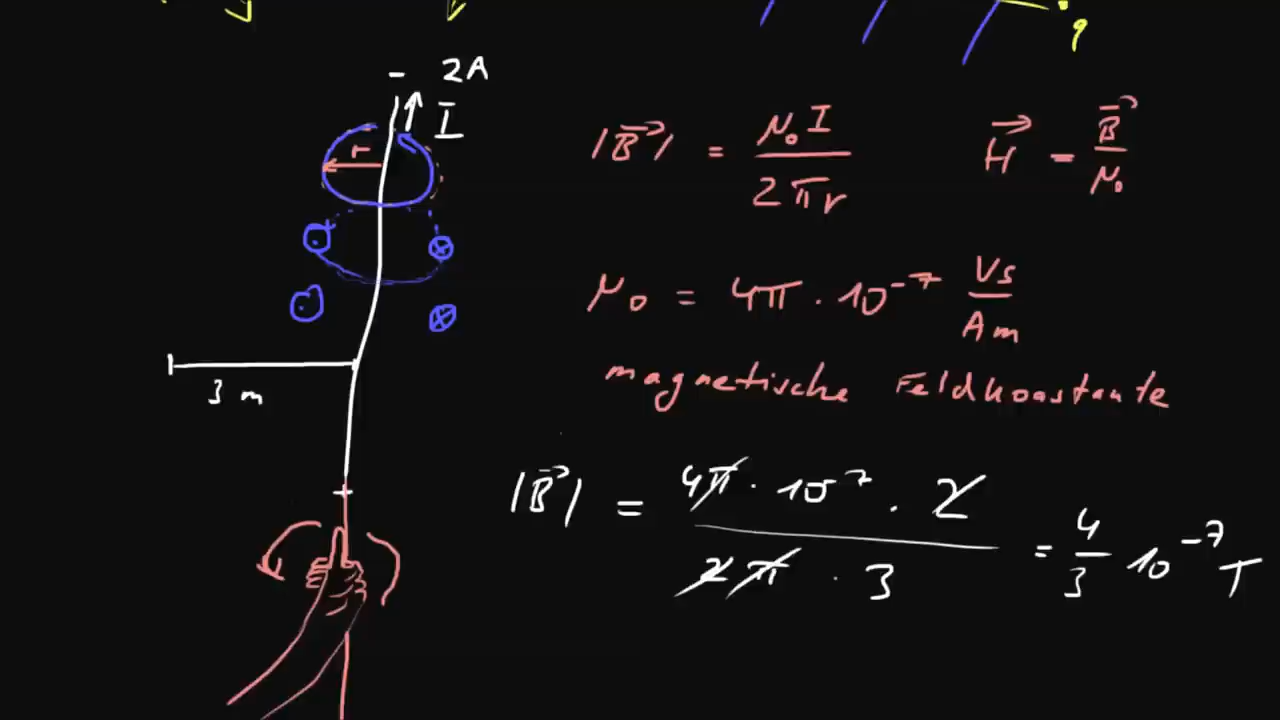 q
- 2A
I
r
|B⃗| = μ₀ I / 2πr
H⃗ = B⃗ / μ₀
μ₀ = 4π · 10⁻⁷ Vs / Am
3 m
magnetische Feldkonstante
|B⃗| = 4π · 10⁻⁷ · 2 / 2π · 3 = 4/3 10⁻⁷ T
+